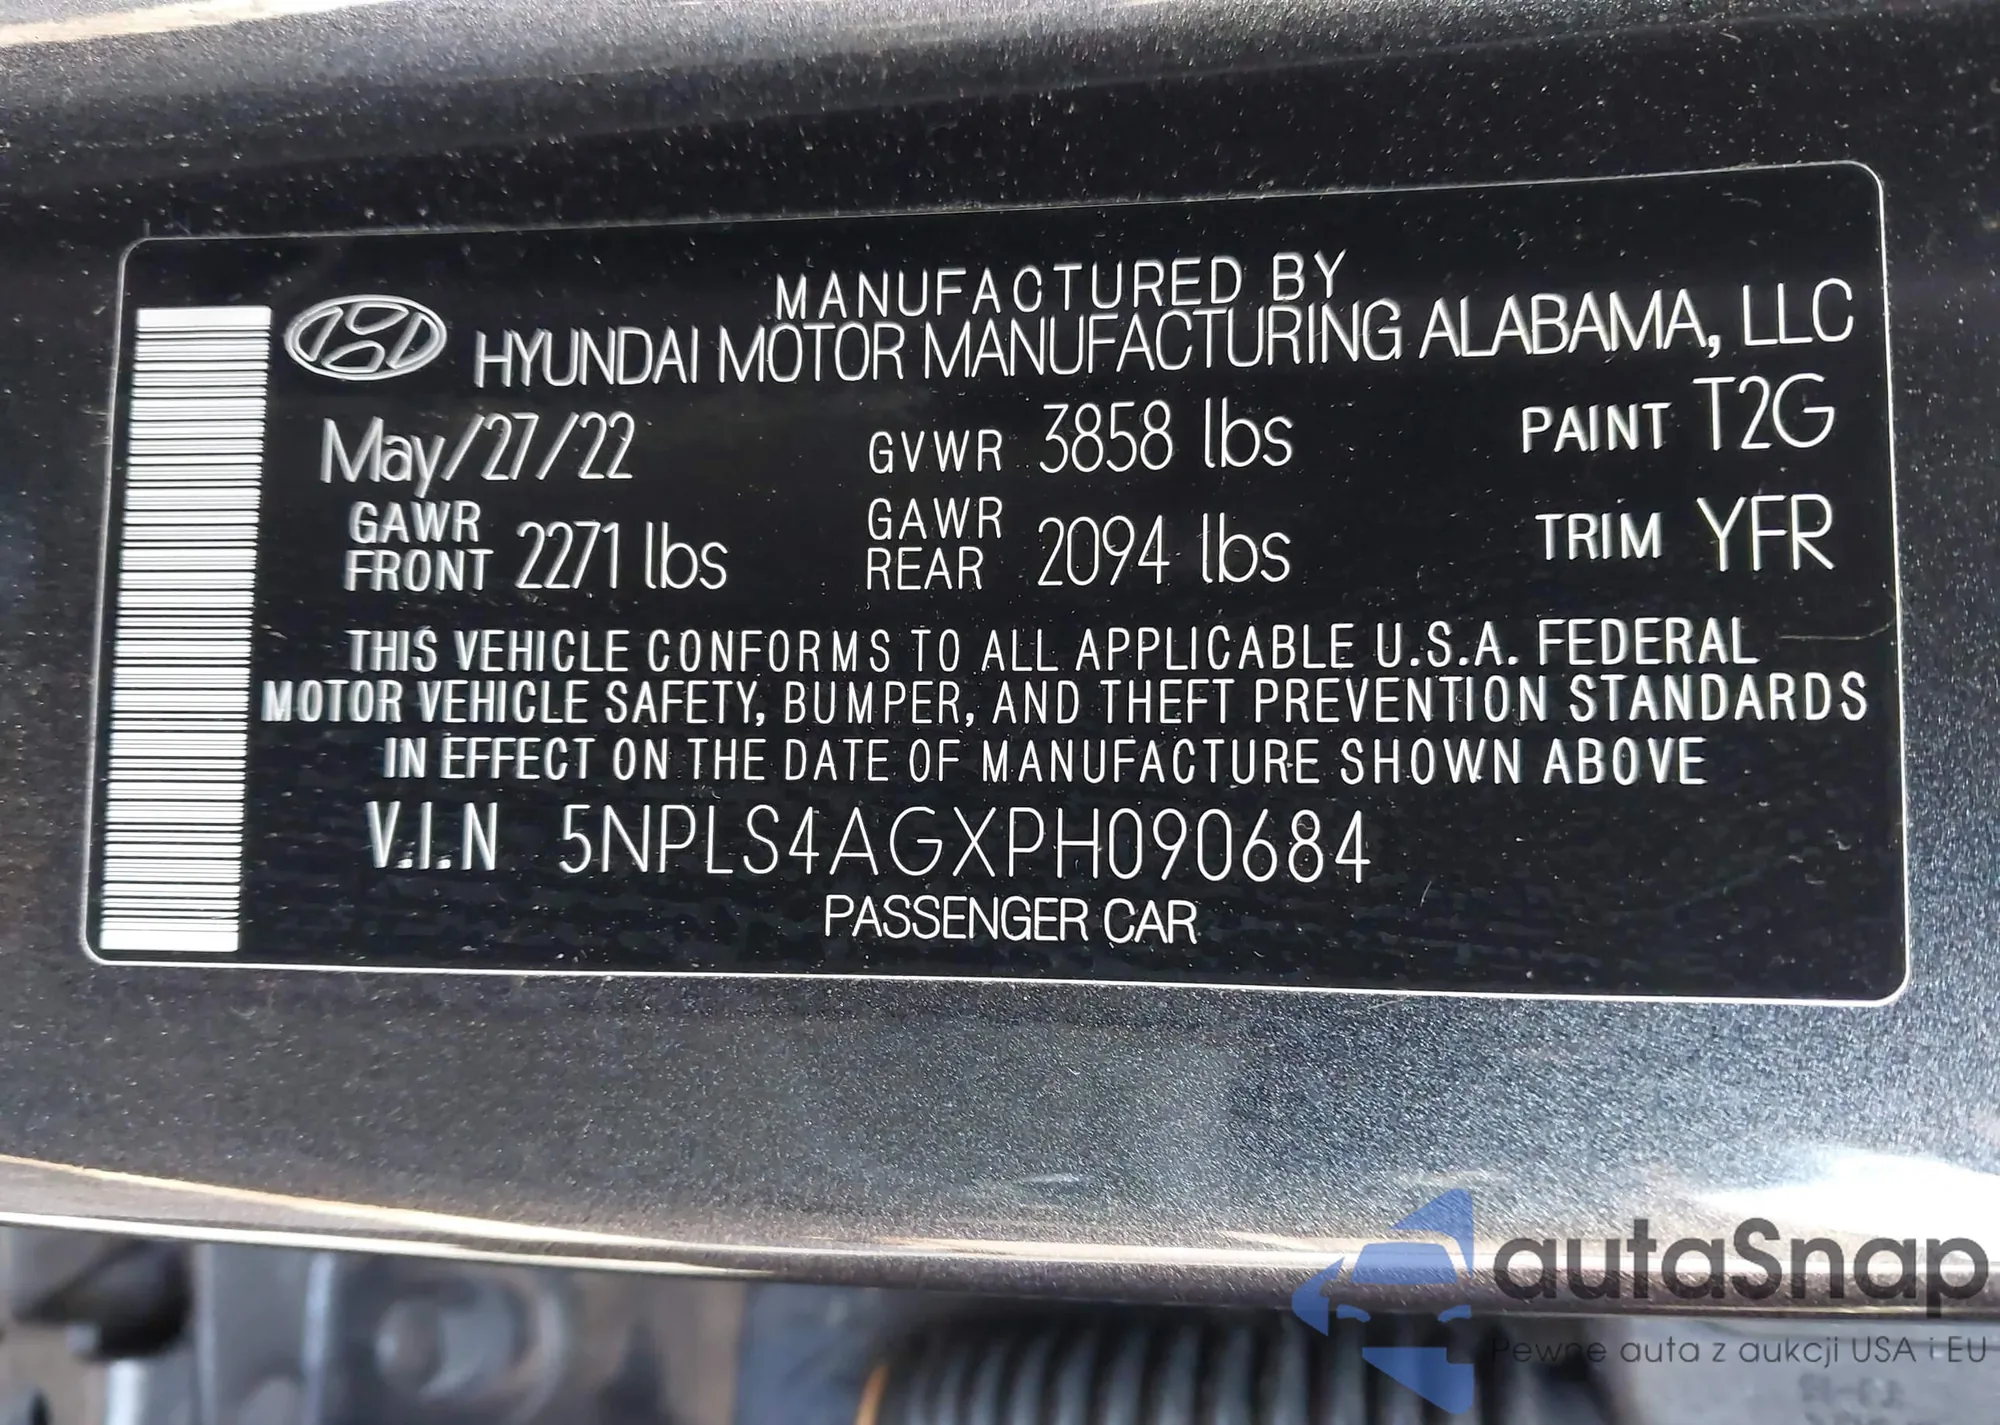 MANUFACTURED BY
HYUNDAI MOTOR MANUFACTURING ALABAMA, LLC
May/27/22 GVWR 3858 lbs PAINT T2G
GAWR FRONT 2271 lbs GAWR REAR 2094 lbs TRIM YFR
THIS VEHICLE CONFORMS TO ALL APPLICABLE U.S.A. FEDERAL
MOTOR VEHICLE SAFETY, BUMPER, AND THEFT PREVENTION STANDARDS
IN EFFECT ON THE DATE OF MANUFACTURE SHOWN ABOVE
V.I.N 5NPLS4AGXPH090684
PASSENGER CAR
autaSnap
Pewne auta z aukcji USA i EU